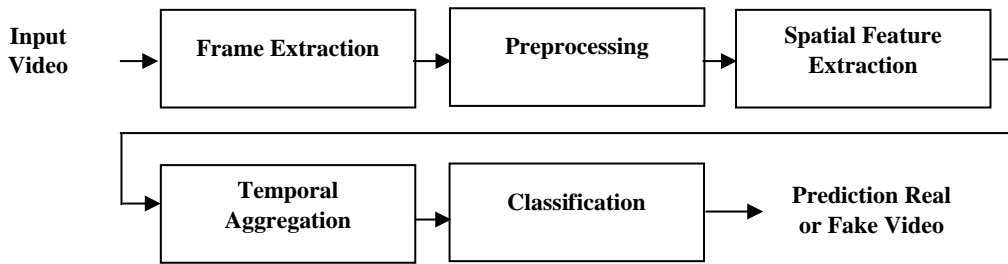 Input
Video
Frame Extraction
Preprocessing
Spatial Feature
Extraction
Temporal
Aggregation
Classification
Prediction Real
or Fake Video